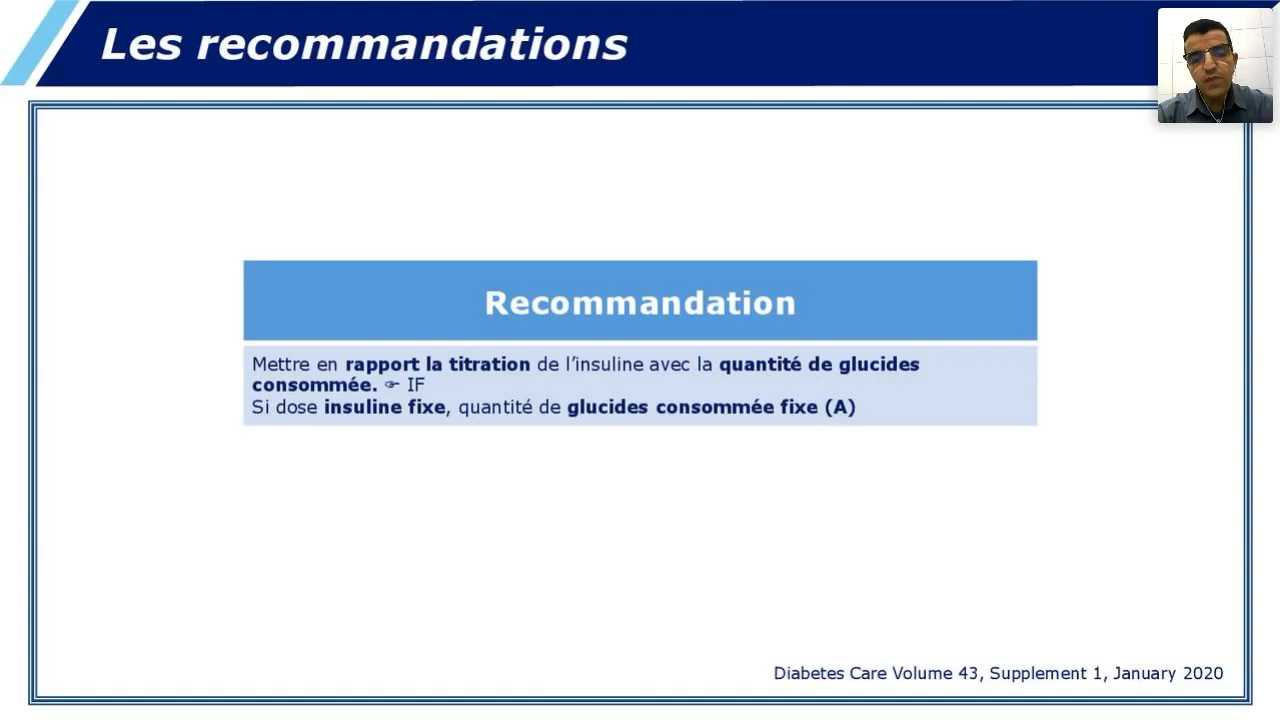 Les recommandations
Recommandation
Mettre en rapport la titration de l'insuline avec la quantité de glucides
consommée. ☞ IF
Si dose insuline fixe, quantité de glucides consommée fixe (A)
Diabetes Care Volume 43, Supplement 1, January 2020